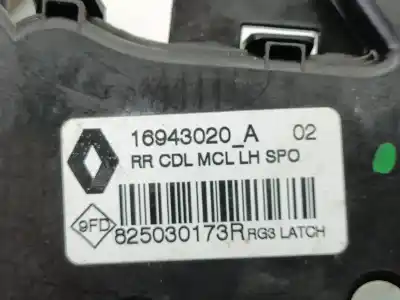 16943020_A 02
RR CDL MCL LH SPO
9FD 825030173R RG3 LATCH